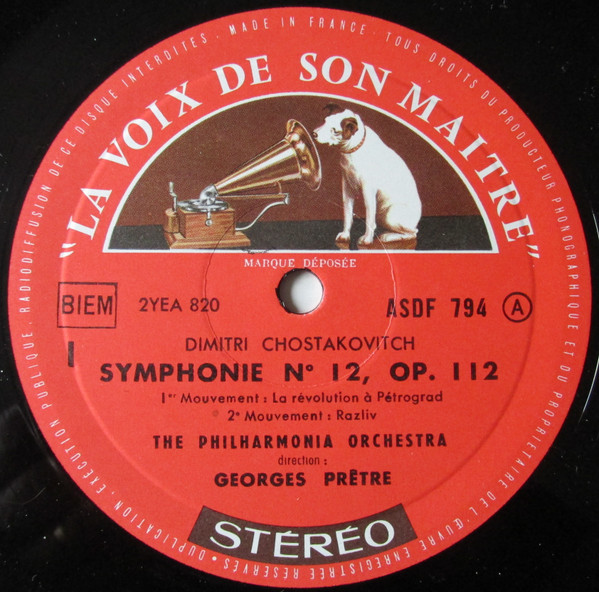 DUPLICATION • EXÉCUTION PUBLIQUE, RADIODIFFUSION DE CE DISQUE INTERDITES. MADE IN FRANCE. TOUS DROITS DU PRODUCTEUR PHONOGRAPHIQUE ET DU PROPRIETAIRE DE L'ŒUVRE ENREGISTRÉE RESERVÉS •
"LA VOIX DE SON MAITRE"
MARQUE DÉPOSÉE
BIEM 2YEA 820 ASDF 794 A
1
DIMITRI CHOSTAKOVITCH
SYMPHONIE N° 12, OP. 112
1er Mouvement : La révolution à Pétrograd
2e Mouvement : Razliv
THE PHILHARMONIA ORCHESTRA
direction :
GEORGES PRÊTRE
STÉRÉO